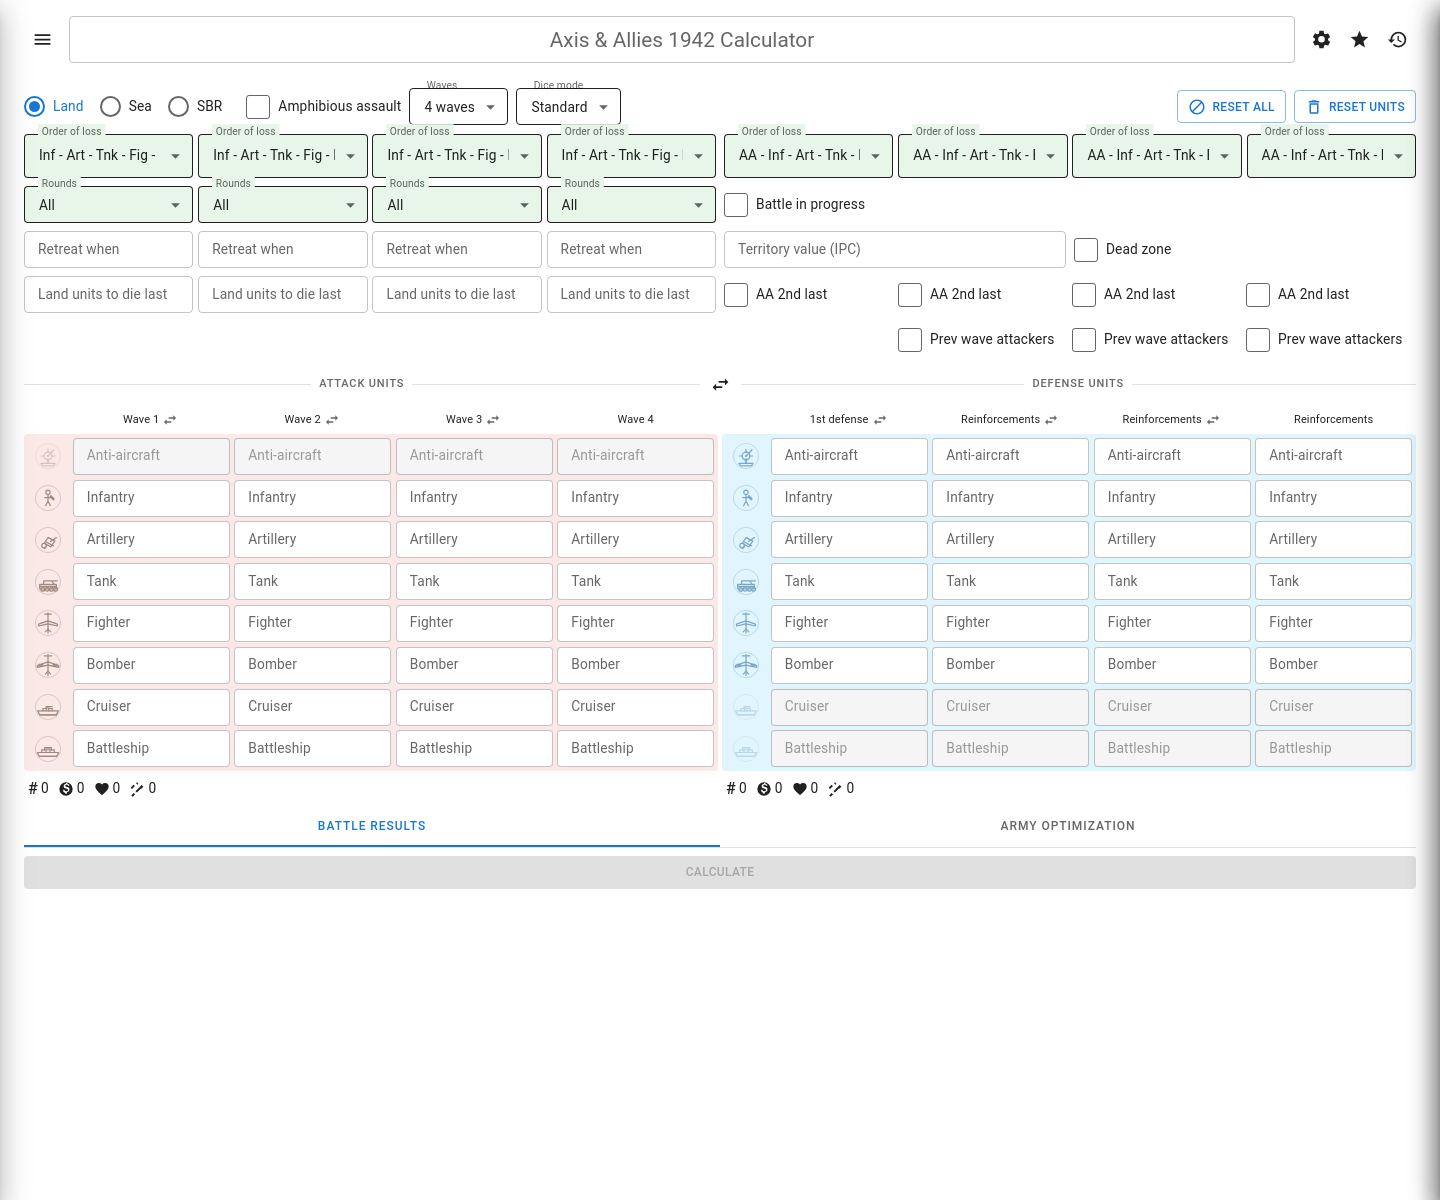 Axis & Allies 1942 Calculator
Land Sea SBR Amphibious assault Waves 4 waves Dice mode Standard RESET ALL RESET UNITS
Order of loss Order of loss Order of loss Order of loss Order of loss Order of loss Order of loss Order of loss
Inf - Art - Tnk - Fig - Inf - Art - Tnk - Fig - Inf - Art - Tnk - Fig - Inf - Art - Tnk - Fig - AA - Inf - Art - Tnk - AA - Inf - Art - Tnk - AA - Inf - Art - Tnk - AA - Inf - Art - Tnk -
Rounds Rounds Rounds Rounds
All All All All Battle in progress
Retreat when Retreat when Retreat when Retreat when Territory value (IPC) Dead zone
Land units to die last Land units to die last Land units to die last Land units to die last AA 2nd last AA 2nd last AA 2nd last AA 2nd last
Prev wave attackers Prev wave attackers Prev wave attackers
ATTACK UNITS DEFENSE UNITS
Wave 1 Wave 2 Wave 3 Wave 4 1st defense Reinforcements Reinforcements Reinforcements
Anti-aircraft Anti-aircraft Anti-aircraft Anti-aircraft Anti-aircraft Anti-aircraft Anti-aircraft Anti-aircraft
Infantry Infantry Infantry Infantry Infantry Infantry Infantry Infantry
Artillery Artillery Artillery Artillery Artillery Artillery Artillery Artillery
Tank Tank Tank Tank Tank Tank Tank Tank
Fighter Fighter Fighter Fighter Fighter Fighter Fighter Fighter
Bomber Bomber Bomber Bomber Bomber Bomber Bomber Bomber
Cruiser Cruiser Cruiser Cruiser Cruiser Cruiser Cruiser Cruiser
Battleship Battleship Battleship Battleship Battleship Battleship Battleship Battleship
# 0 0 0 0 # 0 0 0 0
BATTLE RESULTS ARMY OPTIMIZATION
CALCULATE